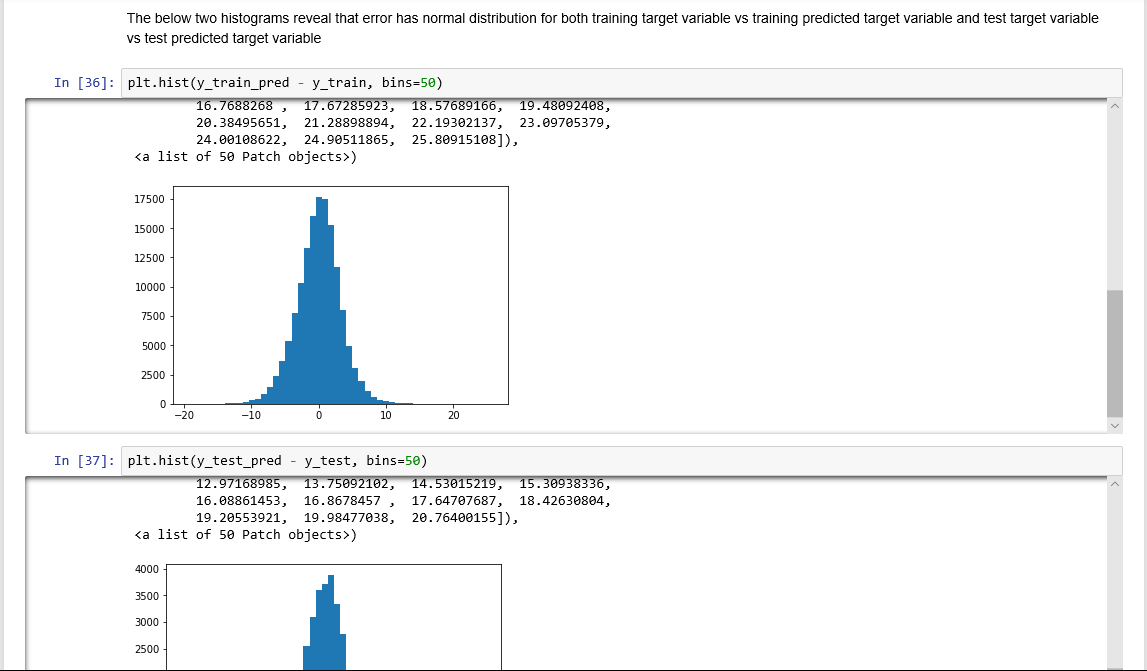 The below two histograms reveal that error has normal distribution for both training target variable vs training predicted target variable and test target variable
vs test predicted target variable
In [36]: plt.hist(y_train_pred - y_train, bins=50)
16.7688268 , 17.67285923, 18.57689166, 19.48092408,
20.38495651, 21.28898894, 22.19302137, 23.09705379,
24.00108622, 24.90511865, 25.80915108]),
<a list of 50 Patch objects>)
17500
15000
12500
10000
7500
5000
2500
0
−20 −10 0 10 20
In [37]: plt.hist(y_test_pred - y_test, bins=50)
12.97168985, 13.75092102, 14.53015219, 15.30938336,
16.08861453, 16.8678457 , 17.64707687, 18.42630804,
19.20553921, 19.98477038, 20.76400155]),
<a list of 50 Patch objects>)
4000
3500
3000
2500